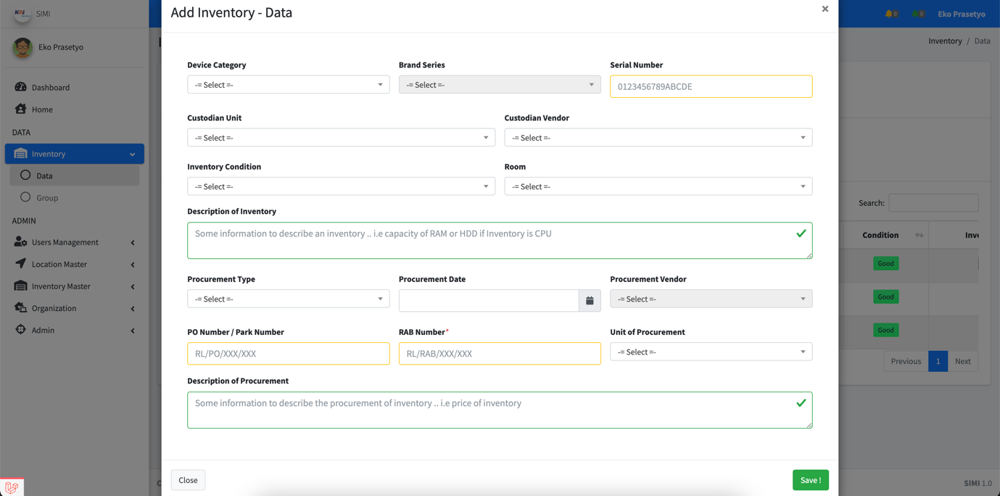 KAI
SIMI
Eko Prasetyo
Dashboard
Home
DATA
Inventory
Data
Group
ADMIN
Users Management
Location Master
Inventory Master
Organization
Admin
Add Inventory - Data
×
Device Category
-= Select =-
Brand Series
-= Select =-
Serial Number
0123456789ABCDE
Custodian Unit
-= Select =-
Custodian Vendor
-= Select =-
Inventory Condition
-= Select =-
Room
-= Select =-
Description of Inventory
Some information to describe an inventory .. i.e capacity of RAM or HDD if Inventory is CPU
Procurement Type
-= Select =-
Procurement Date
Procurement Vendor
-= Select =-
PO Number / Park Number
RL/PO/XXX/XXX
RAB Number*
RL/RAB/XXX/XXX
Unit of Procurement
-= Select =-
Description of Procurement
Some information to describe the procurement of inventory .. i.e price of inventory
Close
Save !
0
0
Eko Prasetyo
Inventory / Data
Search:
Condition
Inve
Good
Good
Good
Previous
1
Next
SIMI 1.0